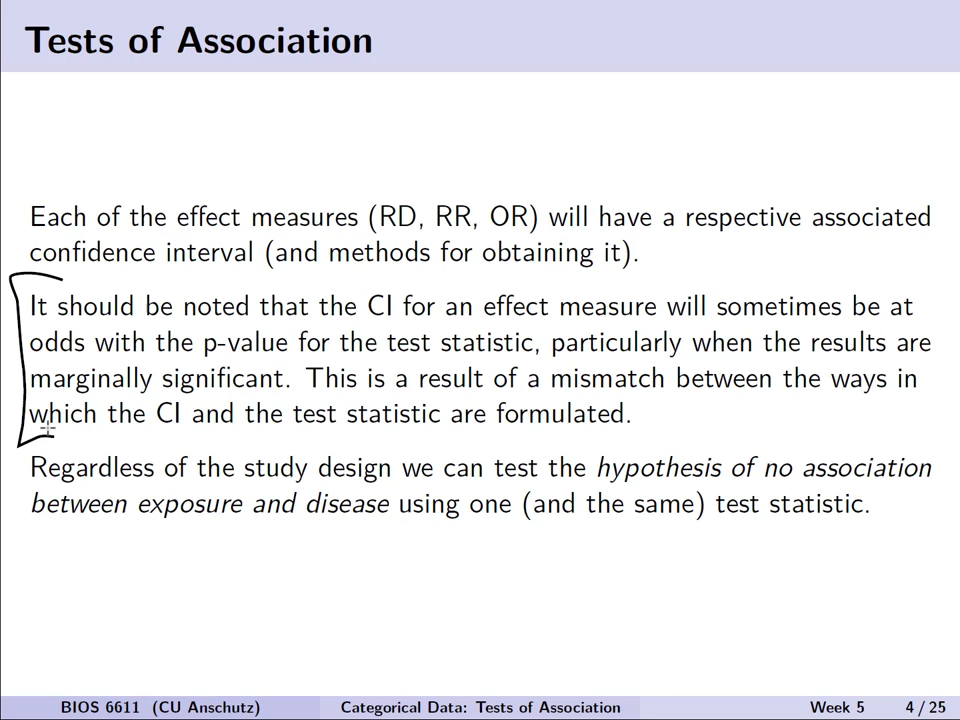 Tests of Association
Each of the effect measures (RD, RR, OR) will have a respective associated
confidence interval (and methods for obtaining it).
It should be noted that the CI for an effect measure will sometimes be at
odds with the p-value for the test statistic, particularly when the results are
marginally significant. This is a result of a mismatch between the ways in
which the CI and the test statistic are formulated.
Regardless of the study design we can test the hypothesis of no association
between exposure and disease using one (and the same) test statistic.
BIOS 6611 (CU Anschutz) Categorical Data: Tests of Association Week 5 4 / 25